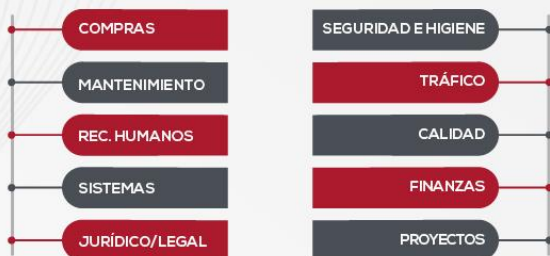 COMPRAS
MANTENIMIENTO
REC. HUMANOS
SISTEMAS
JURÍDICO/LEGAL
SEGURIDAD E HIGIENE
TRÁFICO
CALIDAD
FINANZAS
PROYECTOS